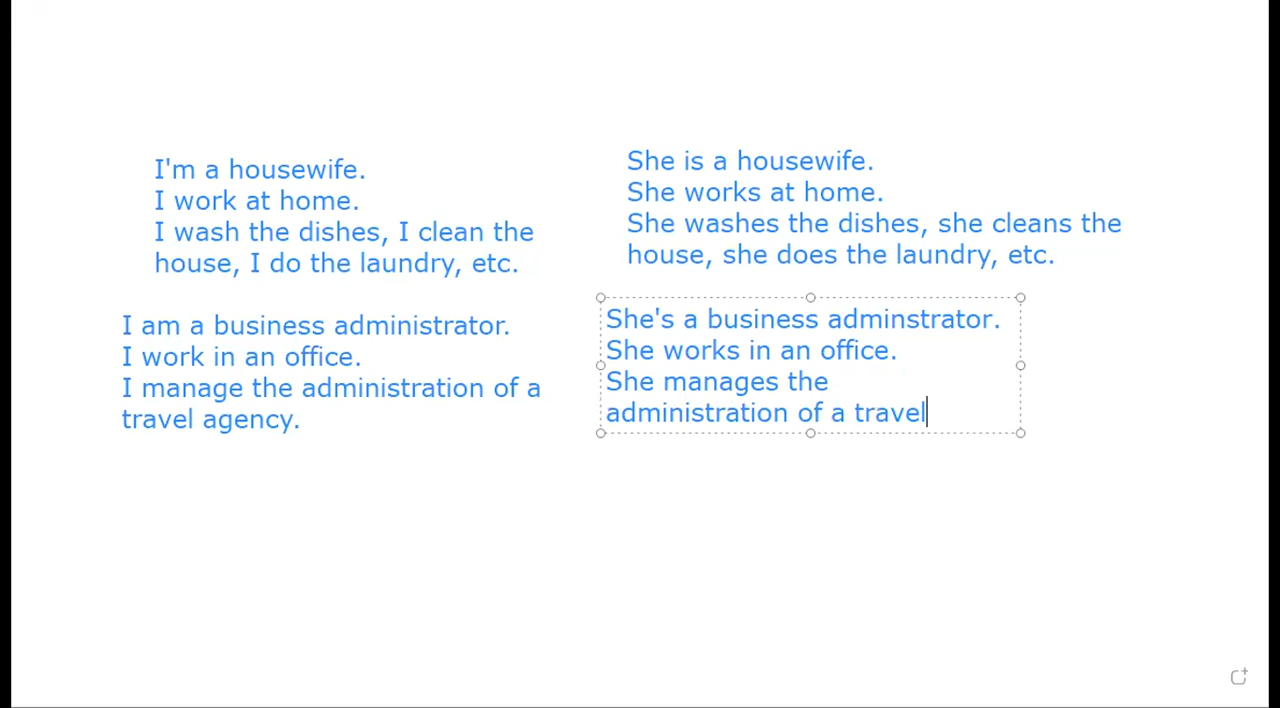 I'm a housewife.
I work at home.
I wash the dishes, I clean the
house, I do the laundry, etc.
She is a housewife.
She works at home.
She washes the dishes, she cleans the
house, she does the laundry, etc.
I am a business administrator.
I work in an office.
I manage the administration of a
travel agency.
She's a business adminstrator.
She works in an office.
She manages the
administration of a travel